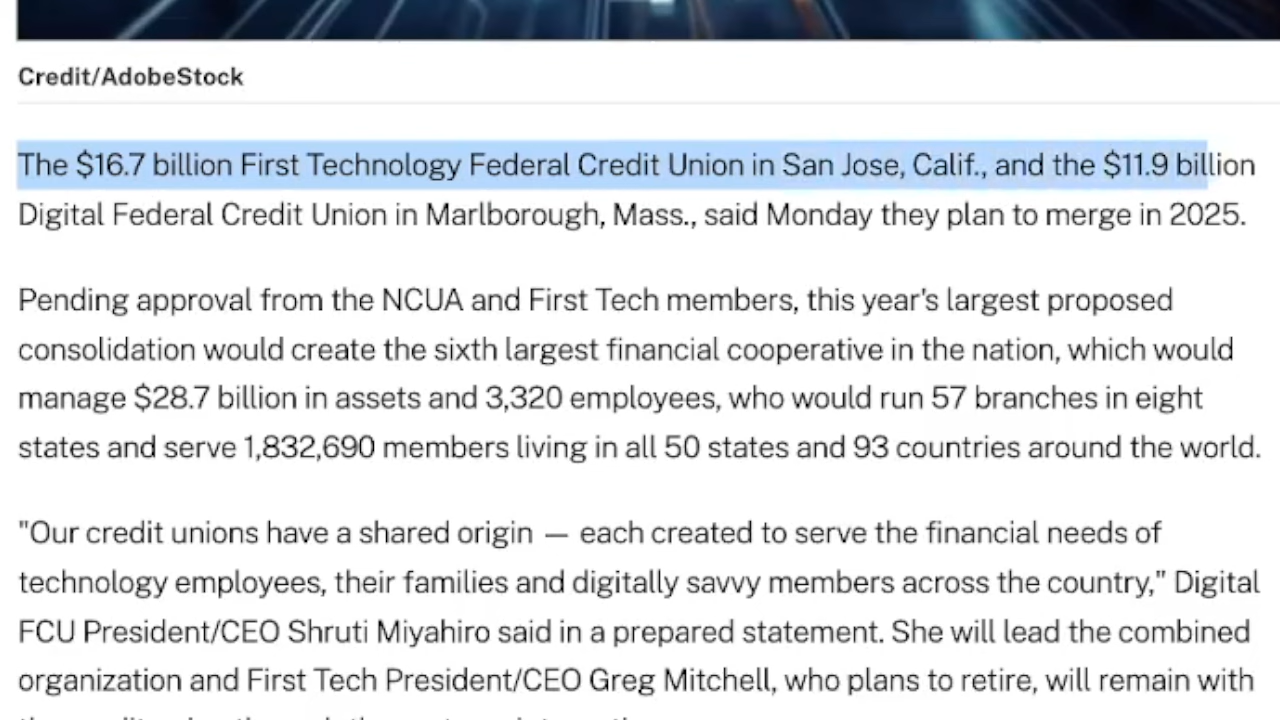 Credit/AdobeStock
The $16.7 billion First Technology Federal Credit Union in San Jose, Calif., and the $11.9 billion
Digital Federal Credit Union in Marlborough, Mass., said Monday they plan to merge in 2025.
Pending approval from the NCUA and First Tech members, this year's largest proposed
consolidation would create the sixth largest financial cooperative in the nation, which would
manage $28.7 billion in assets and 3,320 employees, who would run 57 branches in eight
states and serve 1,832,690 members living in all 50 states and 93 countries around the world.
"Our credit unions have a shared origin — each created to serve the financial needs of
technology employees, their families and digitally savvy members across the country," Digital
FCU President/CEO Shruti Miyahiro said in a prepared statement. She will lead the combined
organization and First Tech President/CEO Greg Mitchell, who plans to retire, will remain with